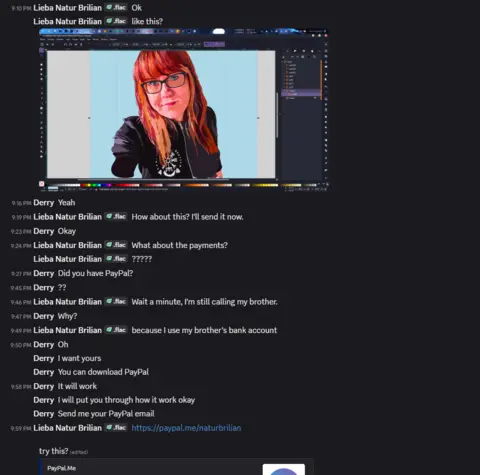 9:10 PM Lieba Natur Brilian .flac Ok
Lieba Natur Brilian .flac like this?
9:16 PM Derry Yeah
9:19 PM Lieba Natur Brilian .flac How about this? I'll send it now.
9:23 PM Derry Okay
9:24 PM Lieba Natur Brilian .flac What about the payments?
Lieba Natur Brilian .flac ?????
9:27 PM Derry Did you have PayPal?
9:45 PM Derry ??
9:46 PM Lieba Natur Brilian .flac Wait a minute, I'm still calling my brother.
9:47 PM Derry Why?
9:49 PM Lieba Natur Brilian .flac because I use my brother's bank account
9:50 PM Derry Oh
Derry I want yours
Derry You can download PayPal
9:58 PM Derry It will work
Derry I will put you through how it work okay
Derry Send me your PayPal email
9:59 PM Lieba Natur Brilian .flac https://paypal.me/naturbrilian
try this? (edited)
PayPal.Me